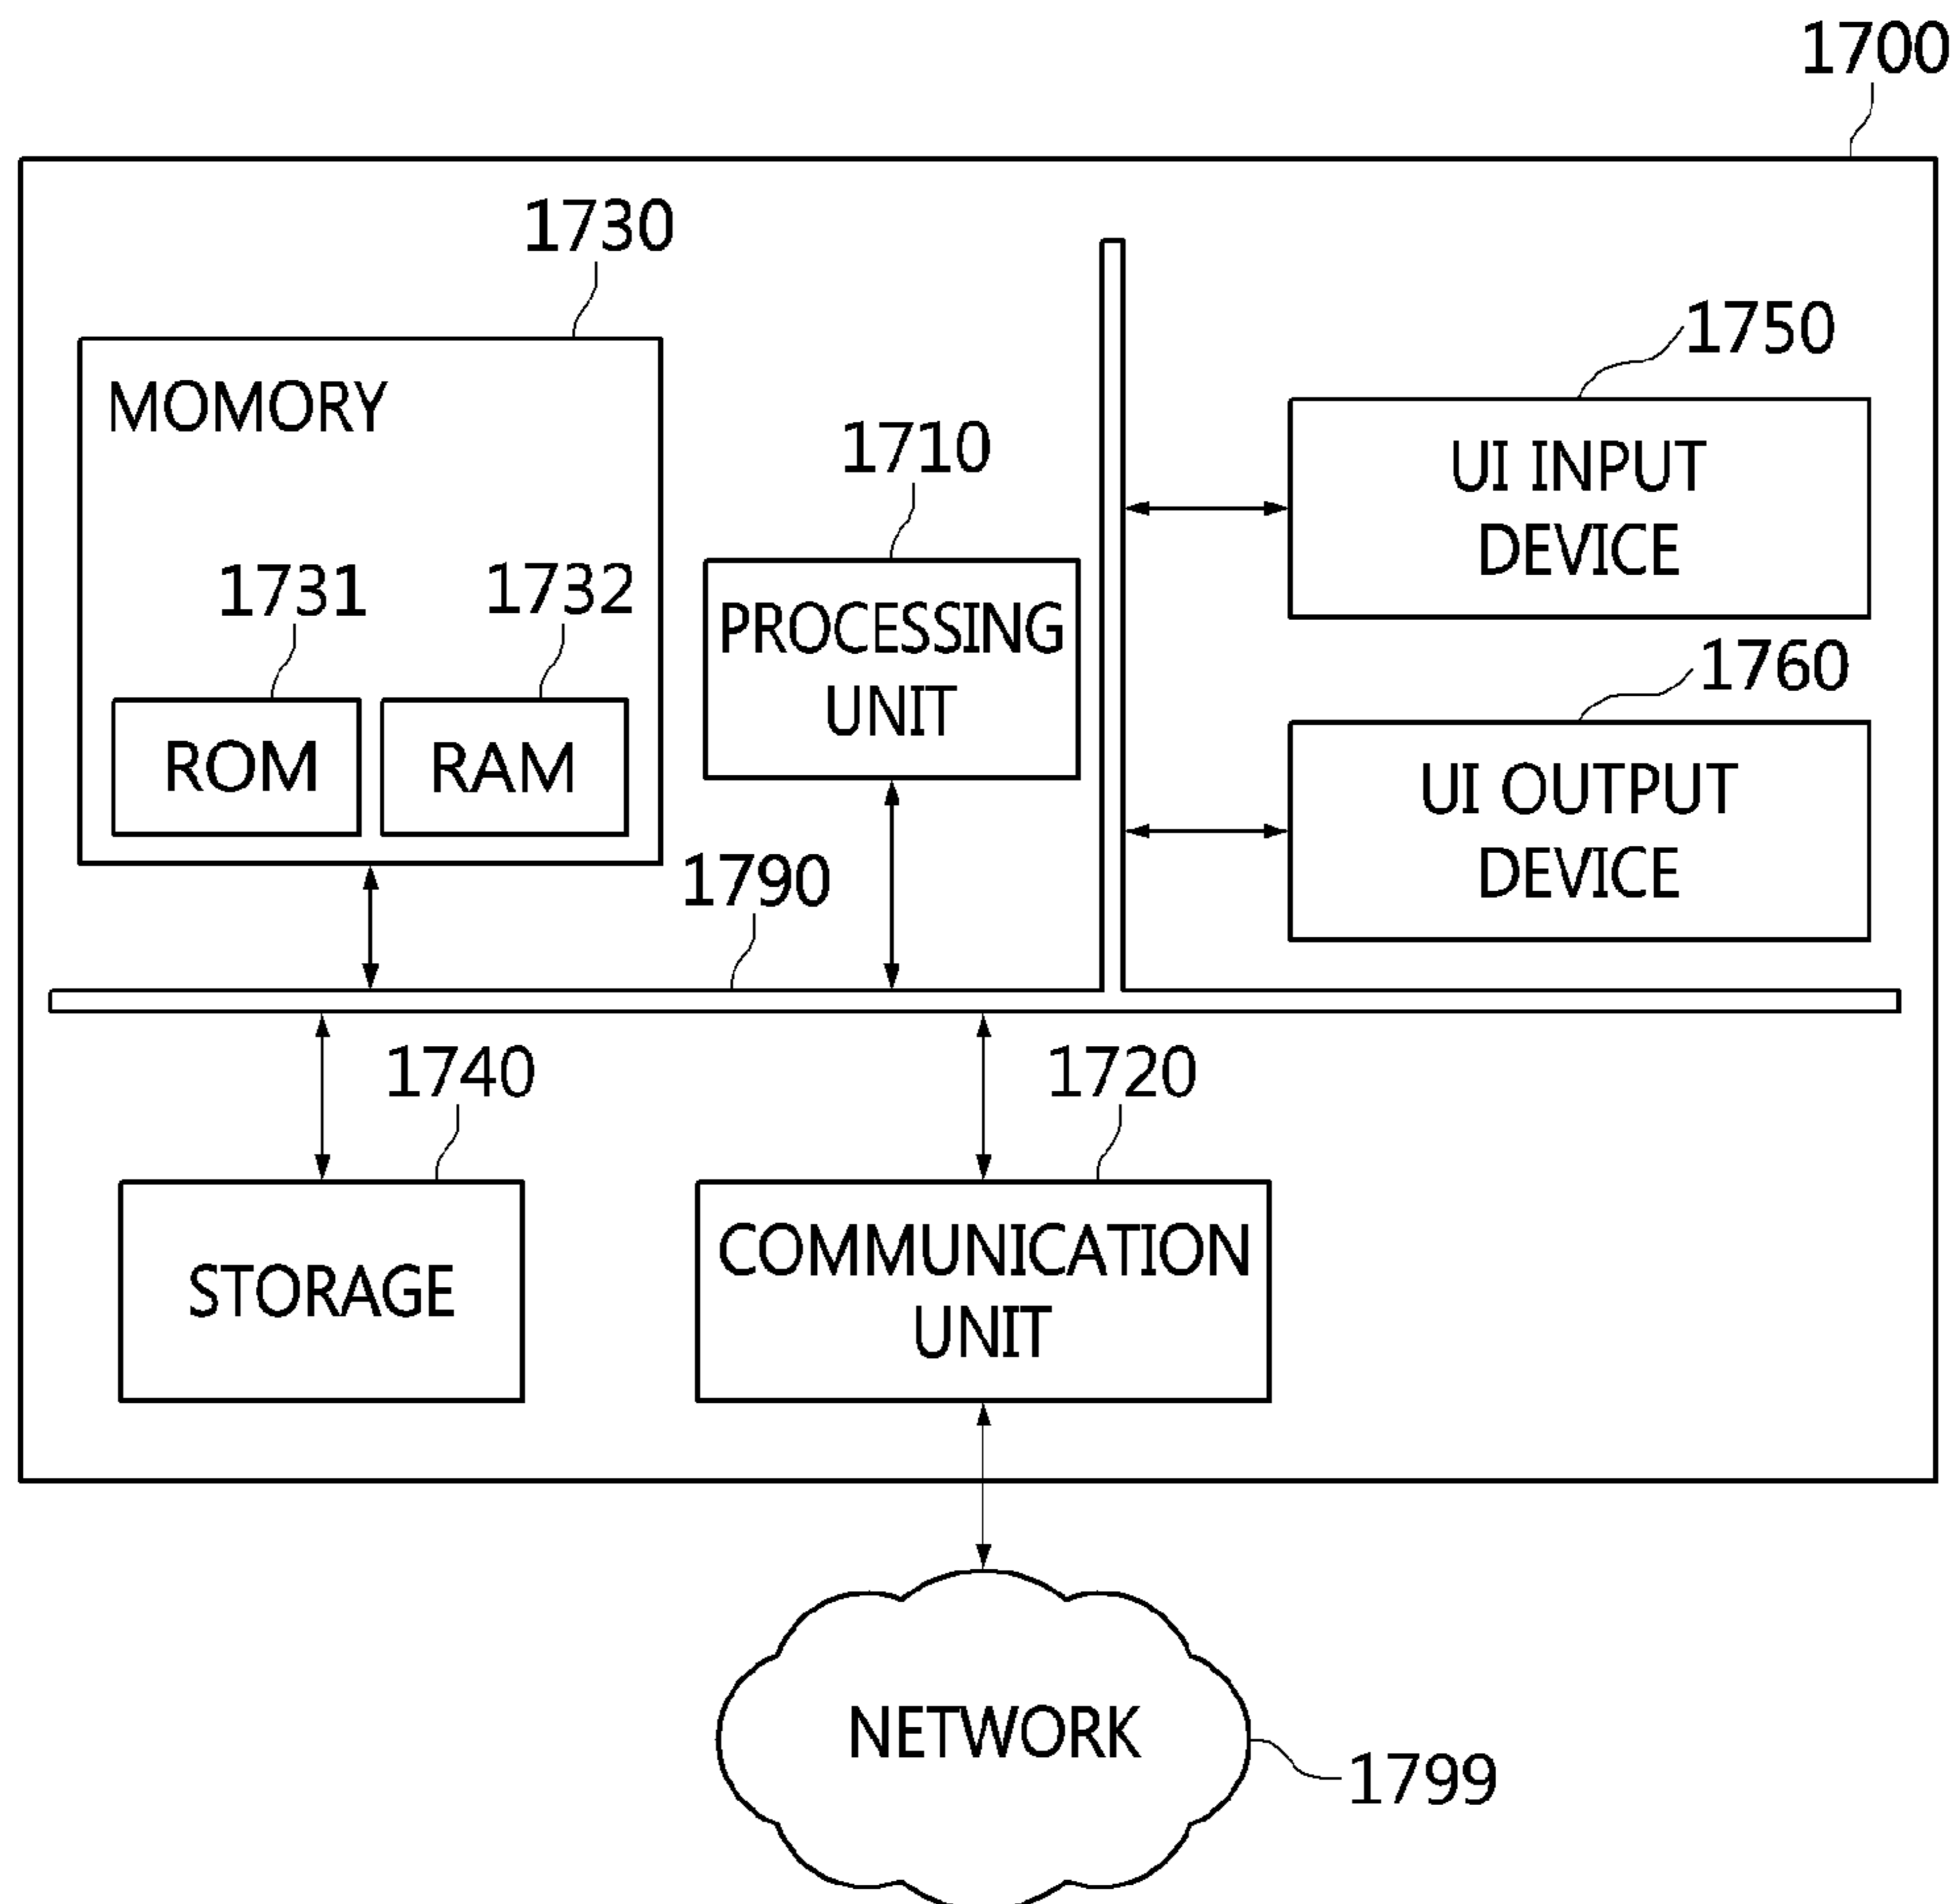 1700
1730
MOMORY
1731
1732
ROM
RAM
1710
PROCESSING
UNIT
1750
UI INPUT
DEVICE
1760
UI OUTPUT
DEVICE
1790
1740
STORAGE
1720
COMMUNICATION
UNIT
NETWORK
1799